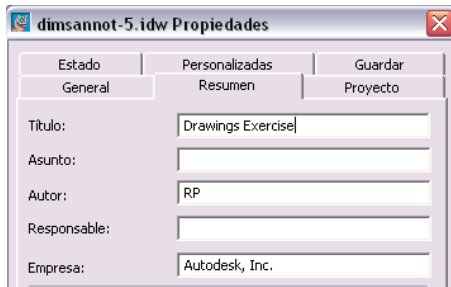 dimsannot-5.idw Propiedades
Estado Personalizadas Guardar
General Resumen Proyecto
Título: Drawings Exercise
Asunto:
Autor: RP
Responsable:
Empresa: Autodesk, Inc.